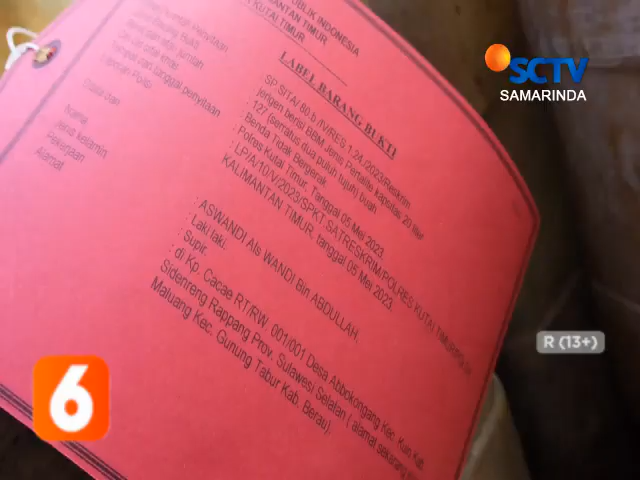 REPUBLIK INDONESIA
KALIMANTAN TIMUR
KUTAI TIMUR
LABEL BARANG BUKTI
SP.SITA/ 80.b /IV/RES.1.24./2023/Reskrim
jerigen berisi BBM Jenis Pertalite kapasitas 20 liter
127 (serratus dua puluh tujuh) buah
Benda Tidak Bergerak
Polres Kutai Timur, Tanggal 05 Mei 2023.
: LP/A/10/V/2023/SPKT.SATRESKRIM/POLRES KUTAI TIMUR/POLDA
KALIMANTAN TIMUR, tanggal 05 Mei 2023.
Nama
: ASWANDI Als WANDI Bin ABDULLAH.
Jenis kelamin
: Laki laki.
Pekerjaan
: Supir.
Alamat
: di Kp. Cacae RT/RW. 001/001 Desa Abbokongang Kec. Kulo Kab.
Sidenreng Rappang Prov. Sulawesi Selatan ( alamat sekarang
Maluang Kec. Gunung Tabur Kab. Berau).
SCTV
SAMARINDA
R (13+)
6